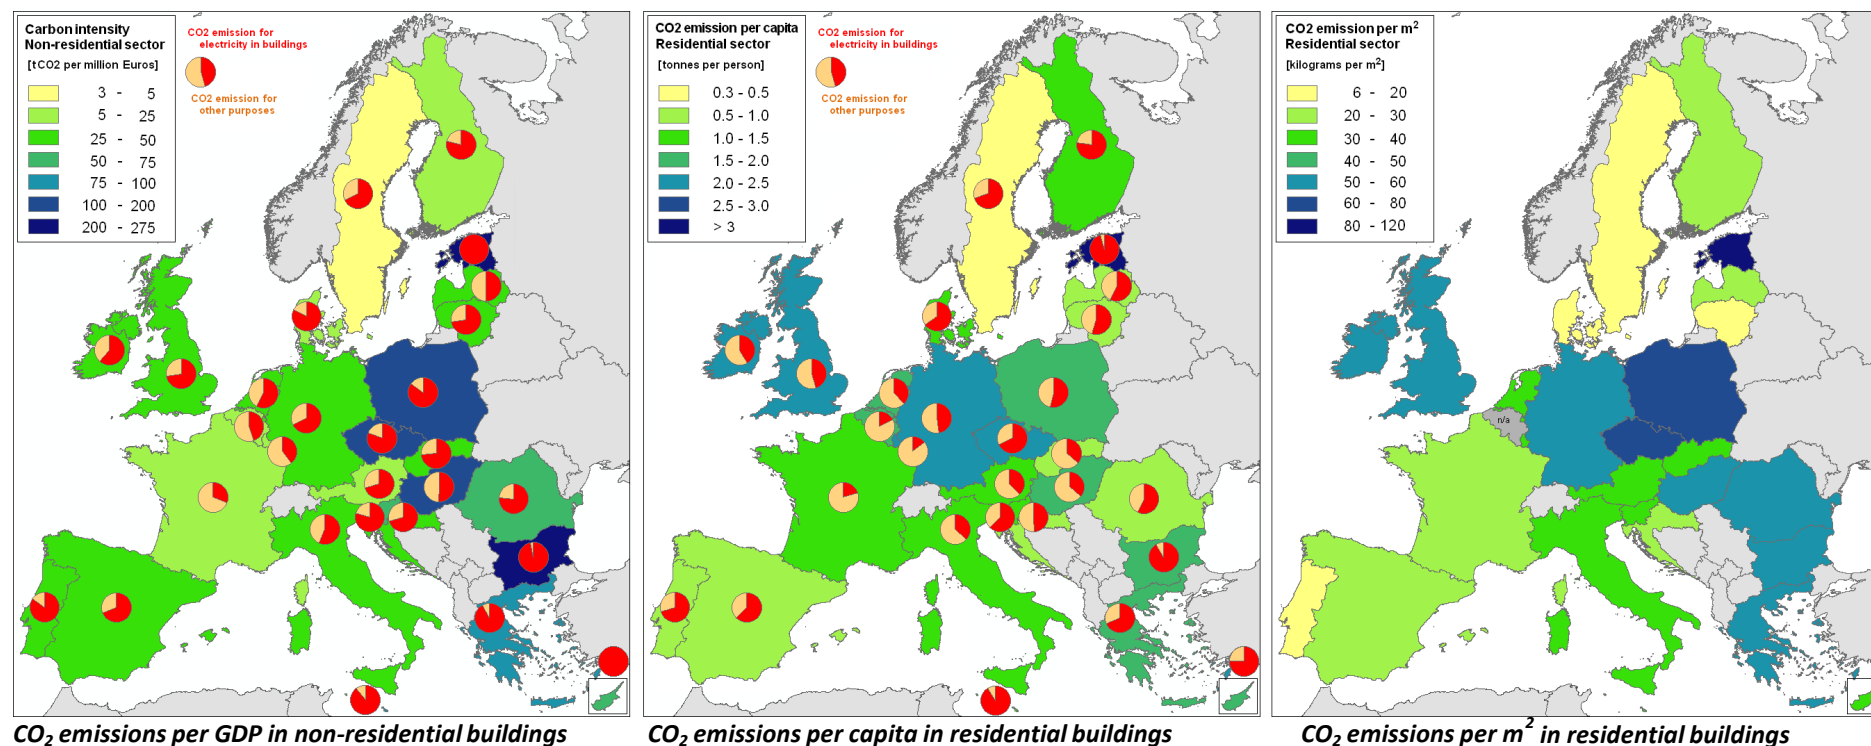 Carbon intensity
Non-residential sector
[tCO2 per million Euros]
3 - 5
5 - 25
25 - 50
50 - 75
75 - 100
100 - 200
200 - 275
CO2 emission for
electricity in buildings
CO2 emission for
other purposes
CO2 emissions per GDP in non-residential buildings
CO2 emission per capita
Residential sector
[tonnes per person]
0.3 - 0.5
0.5 - 1.0
1.0 - 1.5
1.5 - 2.0
2.0 - 2.5
2.5 - 3.0
> 3
CO2 emission for
electricity in buildings
CO2 emission for
other purposes
CO2 emissions per capita in residential buildings
CO2 emission per m2
Residential sector
[kilograms per m2]
6 - 20
20 - 30
30 - 40
40 - 50
50 - 60
60 - 80
80 - 120
n/a
CO2 emissions per m2 in residential buildings